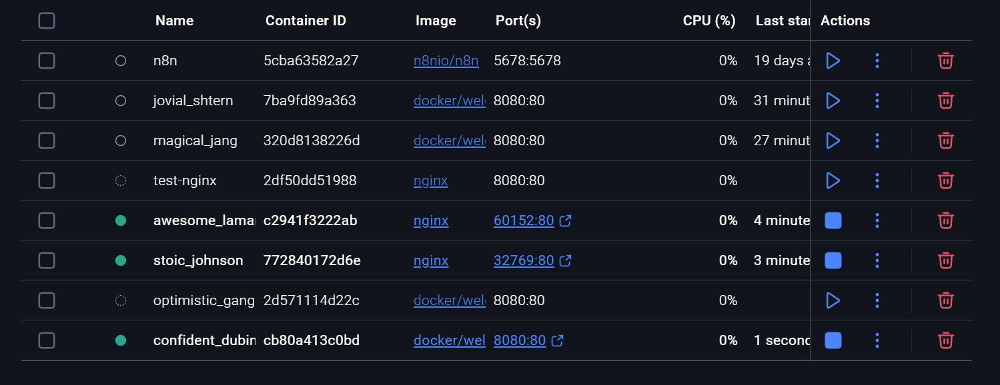 Name Container ID Image Port(s) CPU (%) Last star Actions
n8n 5cba63582a27 n8nio/n8n 5678:5678 0% 19 days a
jovial_shtern 7ba9fd89a363 docker/wel 8080:80 0% 31 minut
magical_jang 320d8138226d docker/wel 8080:80 0% 27 minut
test-nginx 2df50dd51988 nginx 8080:80 0%
awesome_lamar c2941f3222ab nginx 60152:80 0% 4 minute
stoic_johnson 772840172d6e nginx 32769:80 0% 3 minute
optimistic_gang 2d571114d22c docker/wel 8080:80 0%
confident_dubin cb80a413c0bd docker/wel 8080:80 0% 1 second